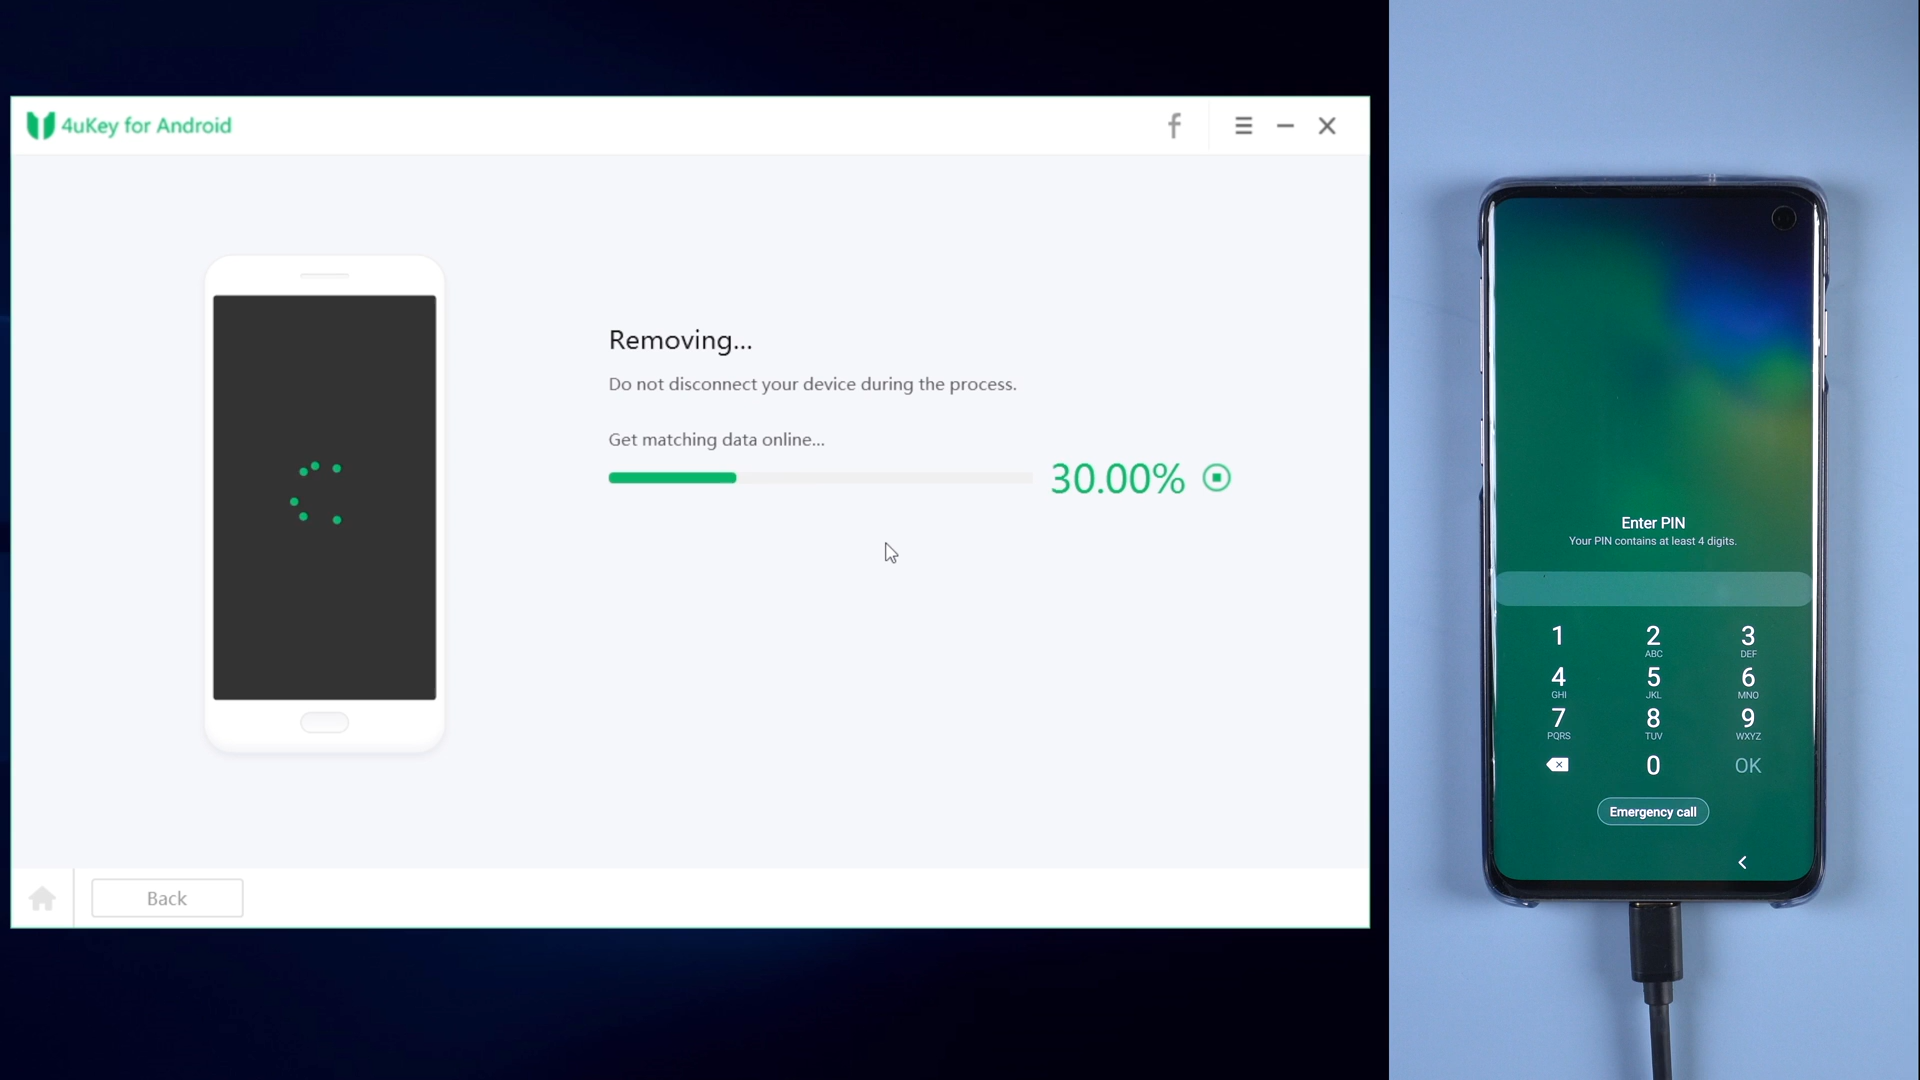 4uKey for Android
Removing...
Do not disconnect your device during the process.
Get matching data online...
30.00%
Back
Enter PIN
Your PIN contains at least 4 digits.
1 2 3
ABC DEF
4 5 6
GHI JKL MNO
7 8 9
PQRS TUV WXYZ
0 OK
Emergency call